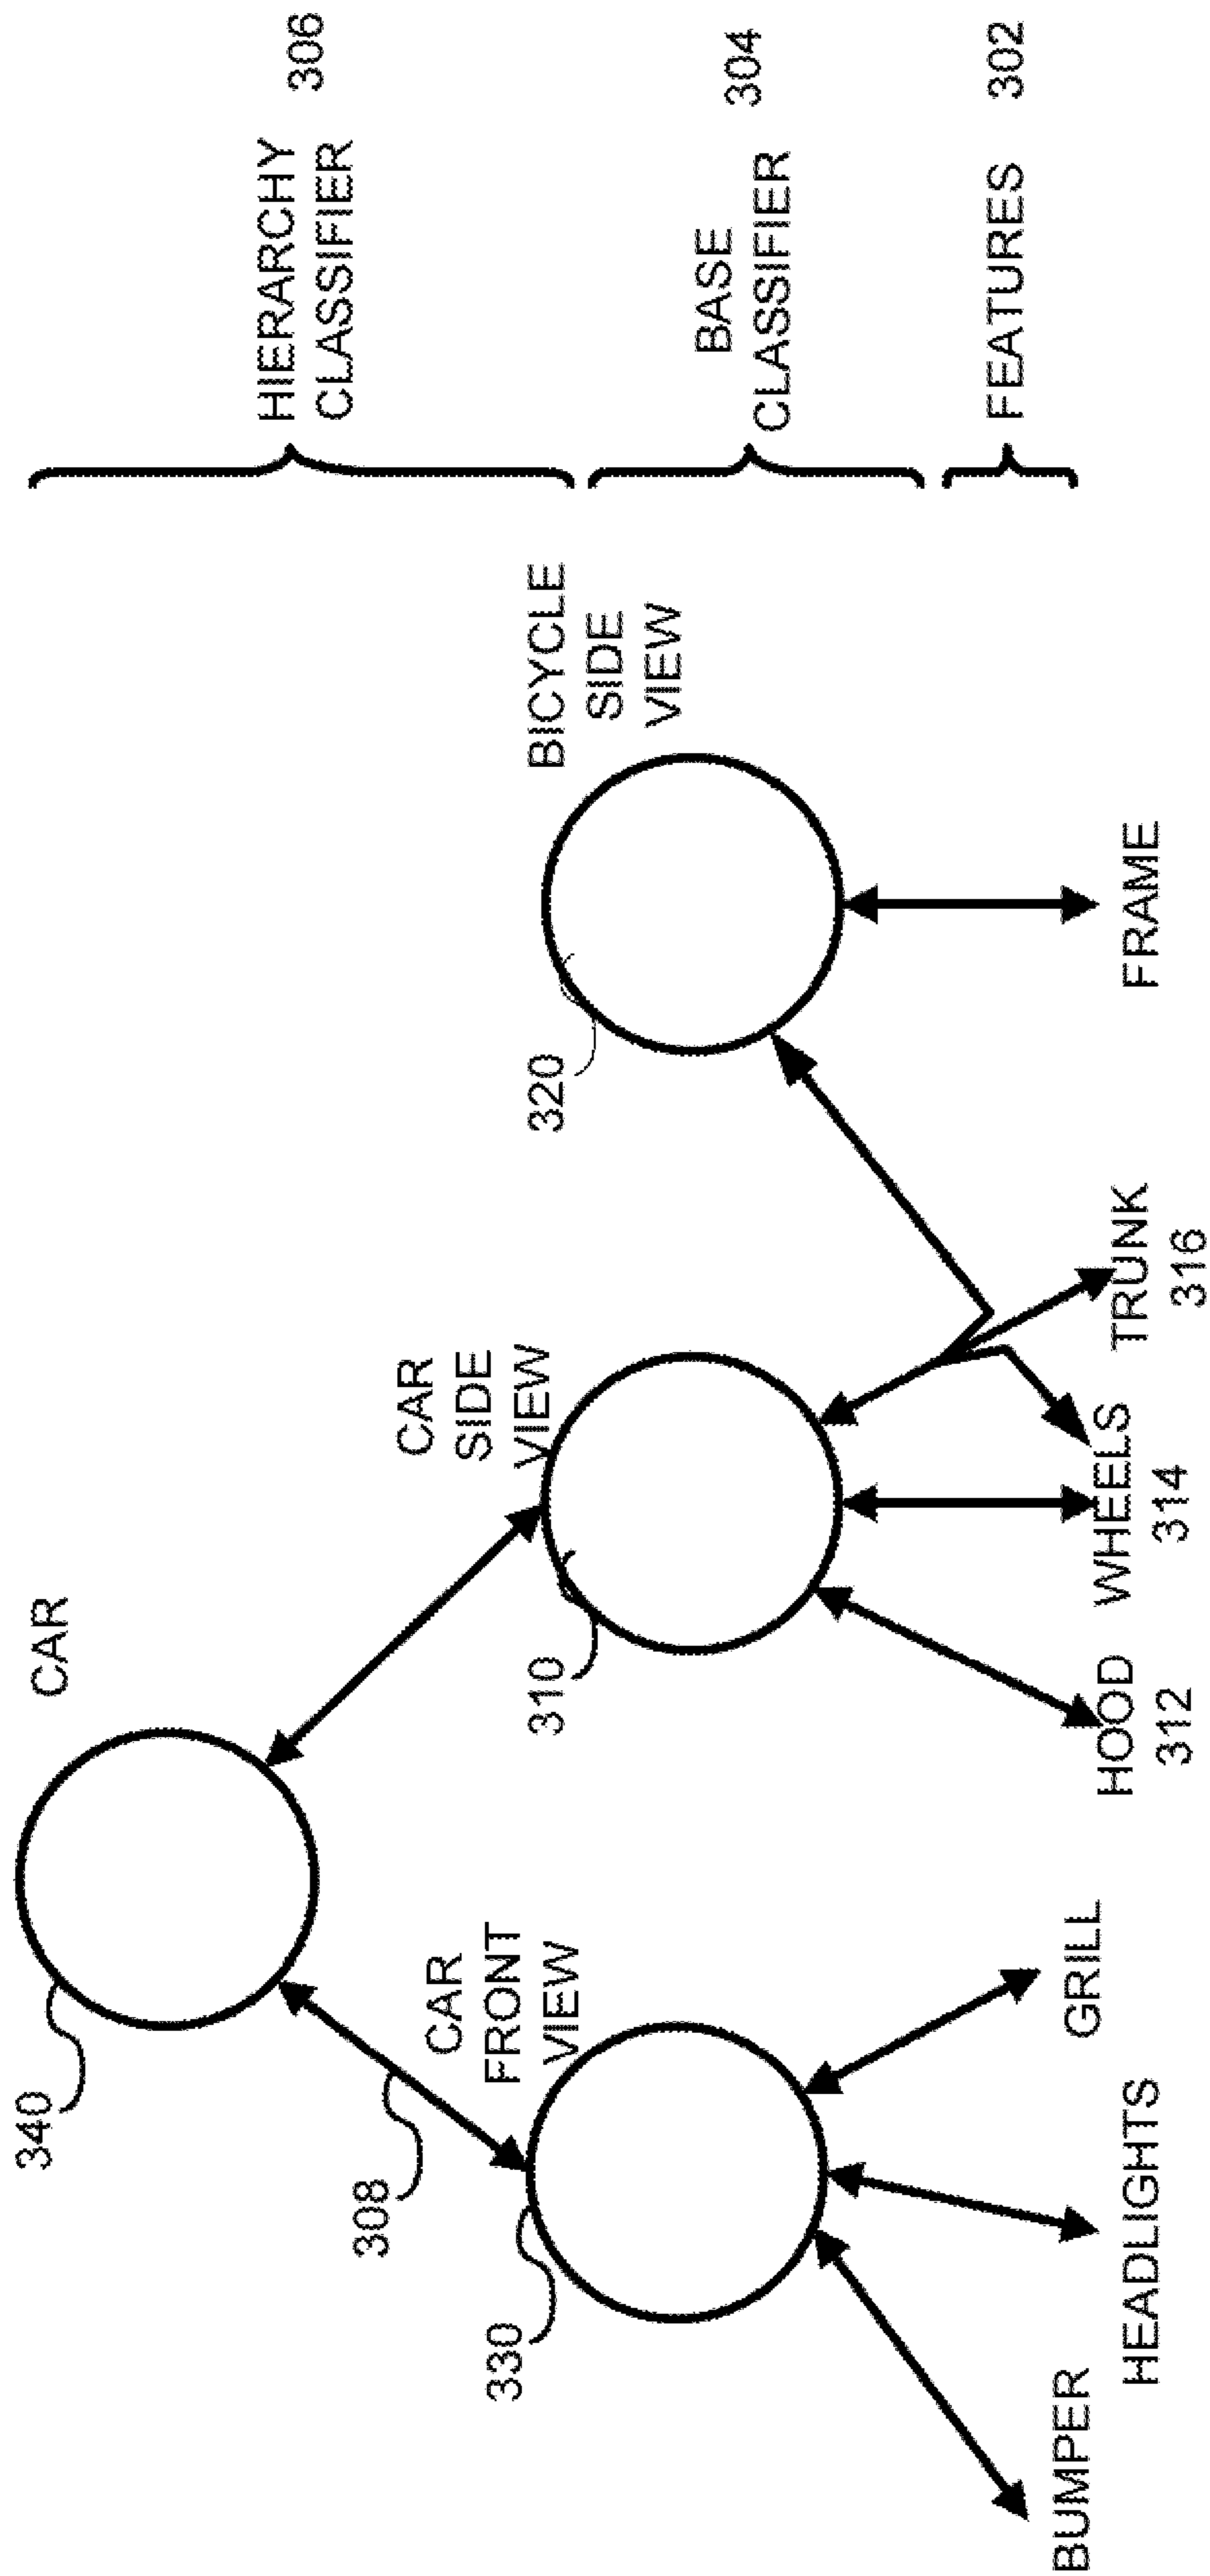 340
CAR
HIERARCHY
CLASSIFIER
306
308
CAR
FRONT
VIEW
330
CAR
SIDE
VIEW
310
BICYCLE
SIDE
VIEW
320
BASE
CLASSIFIER
304
BUMPER
HEADLIGHTS
GRILL
HOOD
312
WHEELS
314
TRUNK
316
FRAME
FEATURES
302